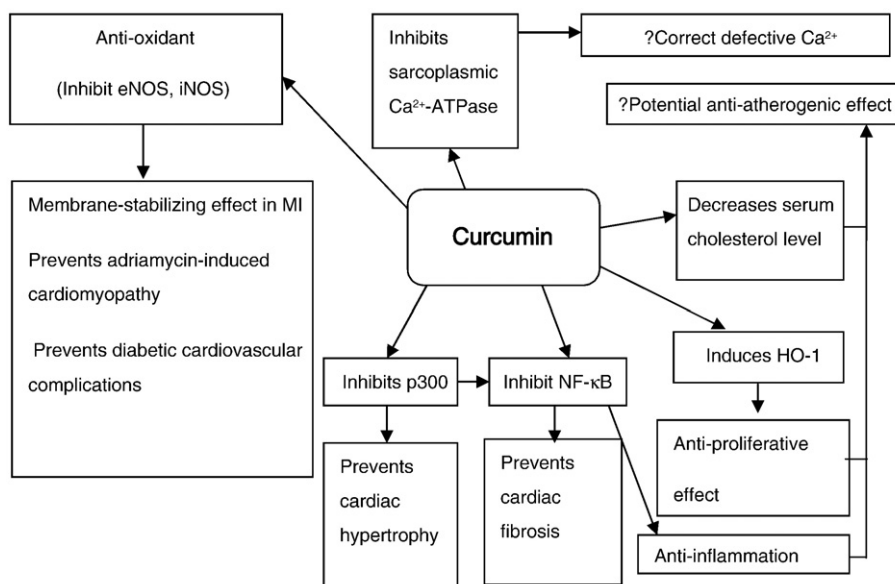 Anti-oxidant
(Inhibit eNOS, iNOS)
Inhibits
sarcoplasmic
Ca²⁺-ATPase
?Correct defective Ca²⁺
?Potential anti-atherogenic effect
Membrane-stabilizing effect in MI
Prevents adriamycin-induced
cardiomyopathy
Prevents diabetic cardiovascular
complications
Curcumin
Decreases serum
cholesterol level
Inhibits p300
Inhibit NF-κB
Induces HO-1
Prevents
cardiac
hypertrophy
Prevents
cardiac
fibrosis
Anti-proliferative
effect
Anti-inflammation